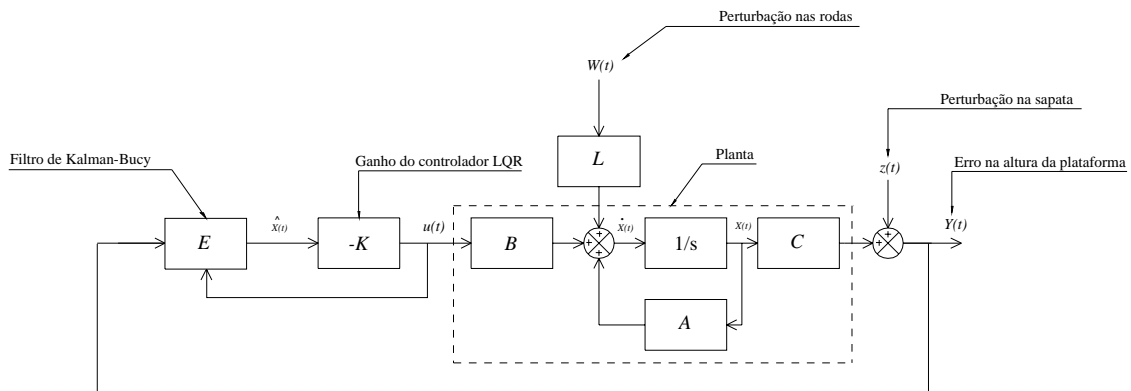 Perturbação nas rodas
W(t)
Perturbação na sapata
L
Planta
Erro na altura da plataforma
Filtro de Kalman-Bucy
Ganho do controlador LQR
z(t)
E
^
X(t)
-K
u(t)
B
+
+
+
Ẋ(t)
1/s
X(t)
C
+
+
Y(t)
A